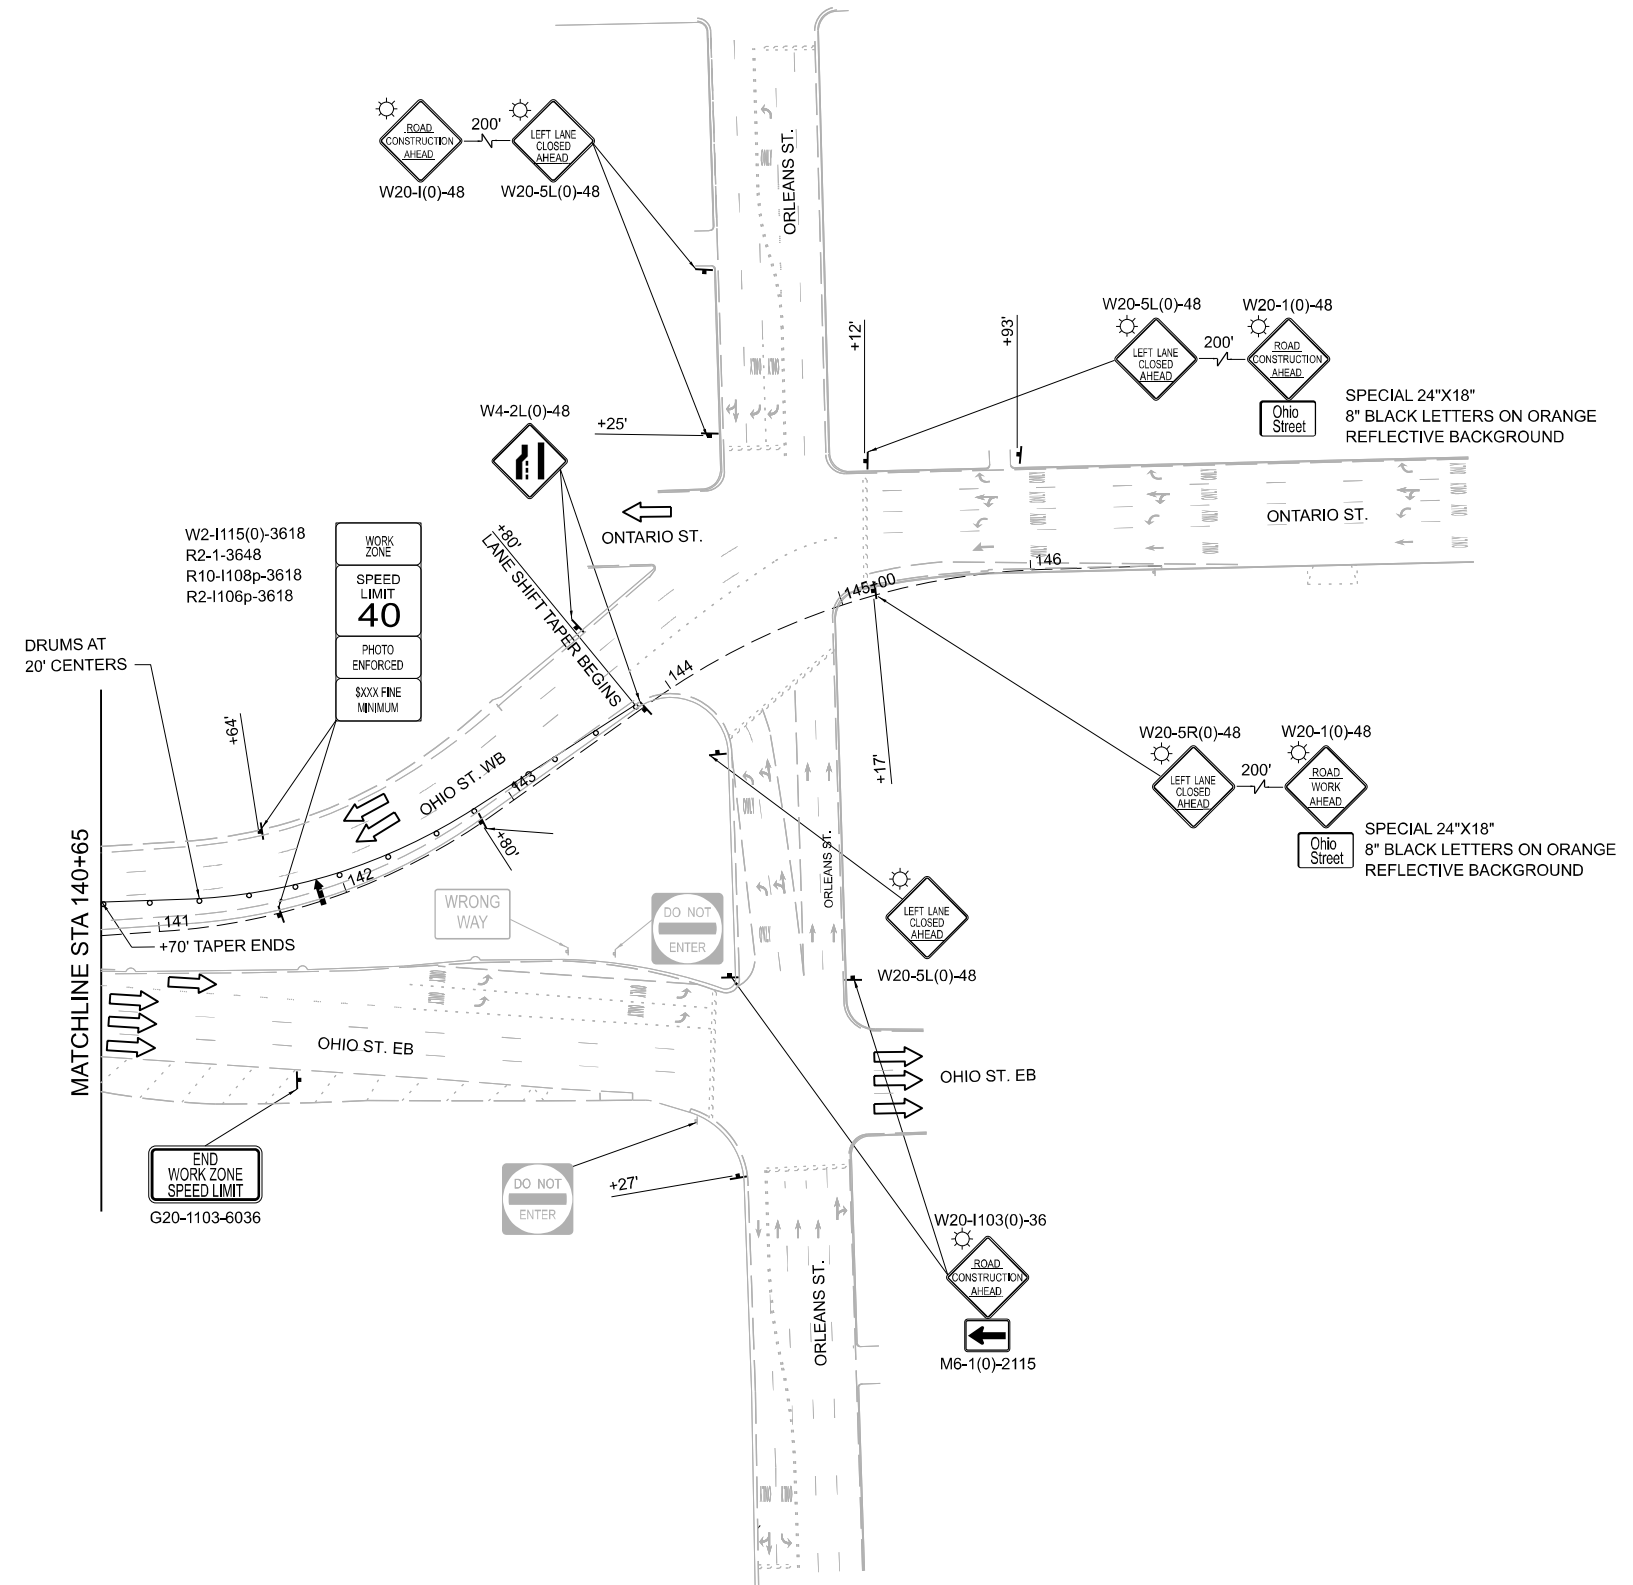 ORLEANS ST.
ONLY
ROAD
CONSTRUCTION
AHEAD
200'
LEFT LANE
CLOSED
AHEAD
W20-I(0)-48
W20-5L(0)-48
W20-5L(0)-48
W20-1(0)-48
LEFT LANE
CLOSED
AHEAD
200'
ROAD
CONSTRUCTION
AHEAD
Ohio
Street
SPECIAL 24"X18"
8" BLACK LETTERS ON ORANGE
REFLECTIVE BACKGROUND
+12'
+93'
ONLY
ONLY
W4-2L(0)-48
+25'
ONTARIO ST.
ONTARIO ST.
+80'
LANE SHIFT TAPER BEGINS
W2-I115(0)-3618
R2-1-3648
R10-I108p-3618
R2-I106p-3618
WORK
ZONE
SPEED
LIMIT
40
PHOTO
ENFORCED
$XXX FINE
MINIMUM
DRUMS AT
20' CENTERS
146
145+00
144
143
142
141
+64'
OHIO ST. WB
+80'
+17'
W20-5R(0)-48
W20-1(0)-48
LEFT LANE
CLOSED
AHEAD
200'
ROAD
WORK
AHEAD
Ohio
Street
SPECIAL 24"X18"
8" BLACK LETTERS ON ORANGE
REFLECTIVE BACKGROUND
ONLY
ONLY
ORLEANS ST.
MATCHLINE STA 140+65
+70' TAPER ENDS
WRONG
WAY
DO NOT
ENTER
LEFT LANE
CLOSED
AHEAD
W20-5L(0)-48
OHIO ST. EB
OHIO ST. EB
END
WORK ZONE
SPEED LIMIT
G20-1103-6036
DO NOT
ENTER
+27'
W20-I103(0)-36
ROAD
CONSTRUCTION
AHEAD
M6-1(0)-2115
ORLEANS ST.
ONLY
ONLY